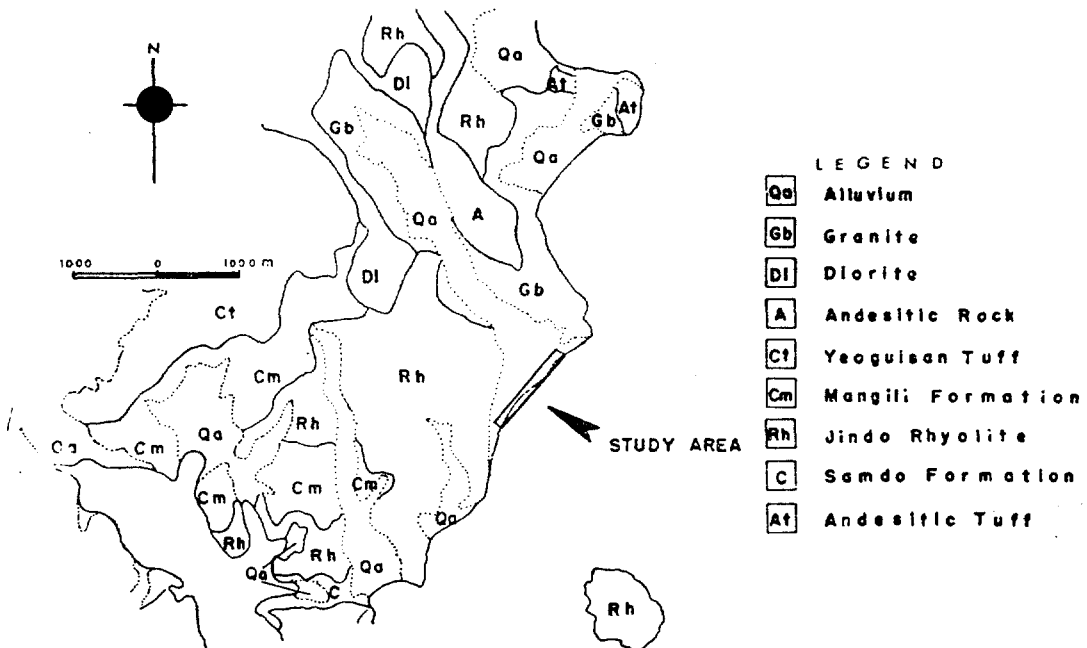 N
Rh
Qa
Dl
At
At
Gb
Rh
Gb
Qa
Qa
A
1000 0 1000 m
Dl
Gb
Ct
Cm
Rh
Rh
STUDY AREA
Cm
Qa
Cm
Cm
Cm
Qa
Rh
Rh
Qa
Qa
C
Rh
LEGEND
Qa Alluvium
Gb Granite
Dl Diorite
A Andesitic Rock
Ct Yeoguisan Tuff
Cm Mangili Formation
Rh Jindo Rhyolite
C Samdo Formation
At Andesitic Tuff